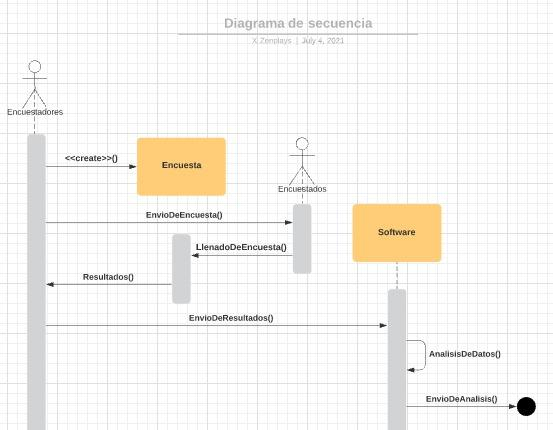 Diagrama de secuencia
X Zenplays | July 4, 2021
Encuestadores
<<create>>()
Encuesta
Encuestados
EnvioDeEncuesta()
Software
LlenadoDeEncuesta()
Resultados()
EnvioDeResultados()
AnalisisDeDatos()
EnvioDeAnalisis()